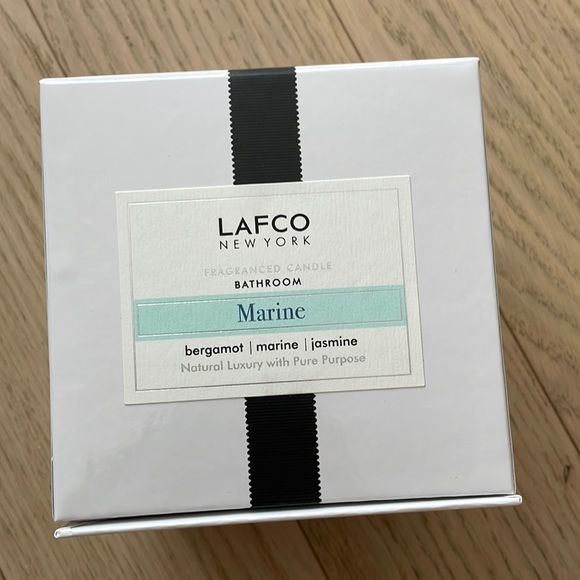 LAFCO
NEW YORK
FRAGRANCED CANDLE
BATHROOM
Marine
bergamot | marine | jasmine
Natural Luxury with Pure Purpose